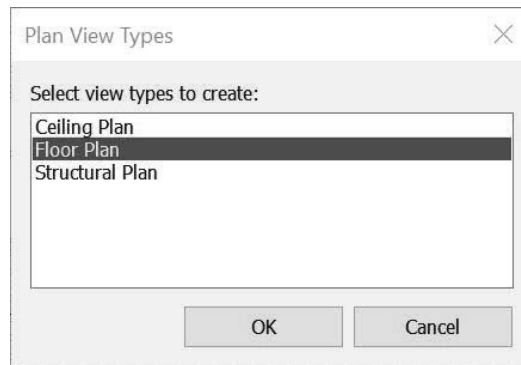 Plan View Types
Select view types to create:
Ceiling Plan
Floor Plan
Structural Plan
OK
Cancel